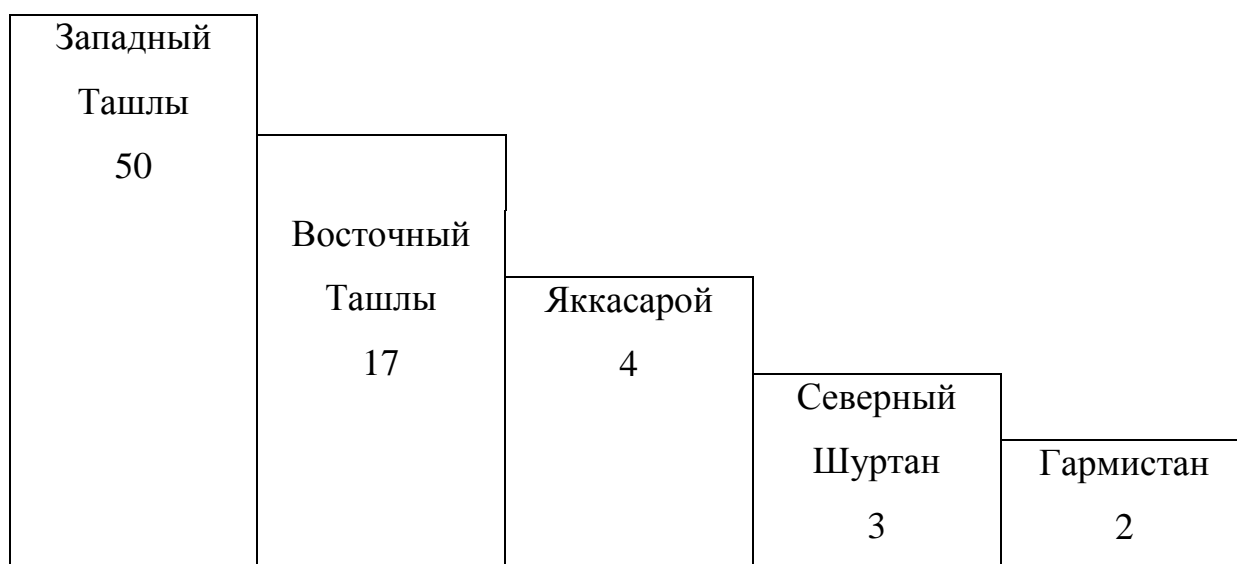 Западный
Ташлы
50
Восточный
Ташлы
17
Яккасарой
4
Северный
Шуртан
3
Гармистан
2